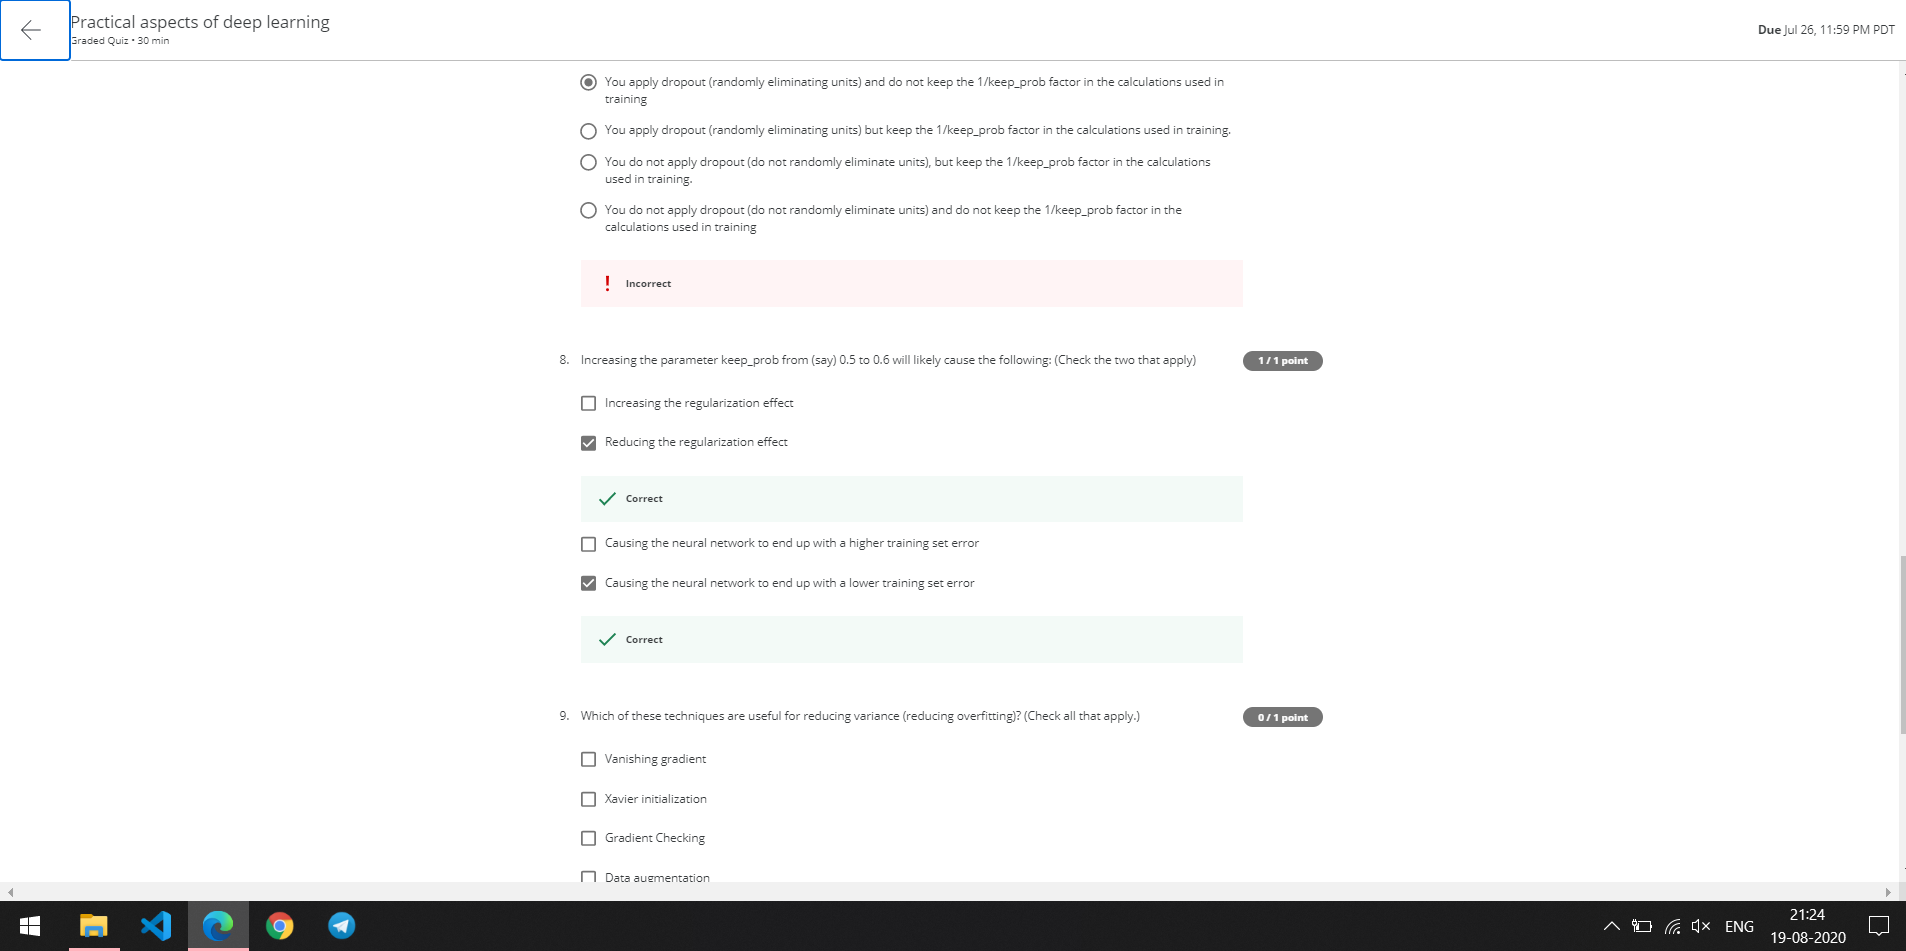 Practical aspects of deep learning
Graded Quiz • 30 min
Due Jul 26, 11:59 PM PDT
You apply dropout (randomly eliminating units) and do not keep the 1/keep_prob factor in the calculations used in
training
You apply dropout (randomly eliminating units) but keep the 1/keep_prob factor in the calculations used in training.
You do not apply dropout (do not randomly eliminate units), but keep the 1/keep_prob factor in the calculations
used in training.
You do not apply dropout (do not randomly eliminate units) and do not keep the 1/keep_prob factor in the
calculations used in training
! Incorrect
8. Increasing the parameter keep_prob from (say) 0.5 to 0.6 will likely cause the following: (Check the two that apply)
1 / 1 point
Increasing the regularization effect
Reducing the regularization effect
Correct
Causing the neural network to end up with a higher training set error
Causing the neural network to end up with a lower training set error
Correct
9. Which of these techniques are useful for reducing variance (reducing overfitting)? (Check all that apply.)
0 / 1 point
Vanishing gradient
Xavier initialization
Gradient Checking
Data augmentation
ENG
21:24
19-08-2020